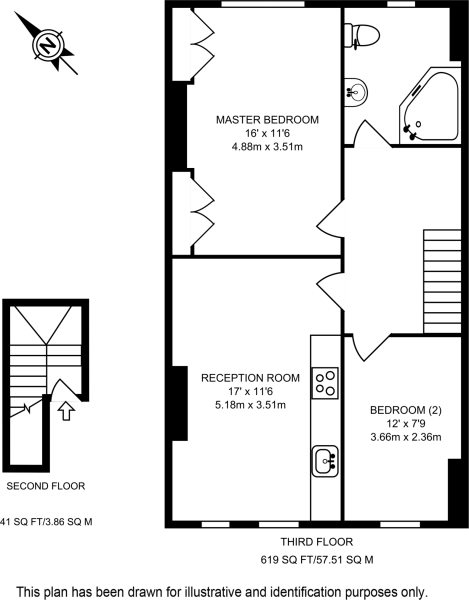 N
MASTER BEDROOM
16' x 11'6
4.88m x 3.51m
RECEPTION ROOM
17' x 11'6
5.18m x 3.51m
BEDROOM (2)
12' x 7'9
3.66m x 2.36m
SECOND FLOOR
41 SQ FT/3.86 SQ M
THIRD FLOOR
619 SQ FT/57.51 SQ M
This plan has been drawn for illustrative and identification purposes only.